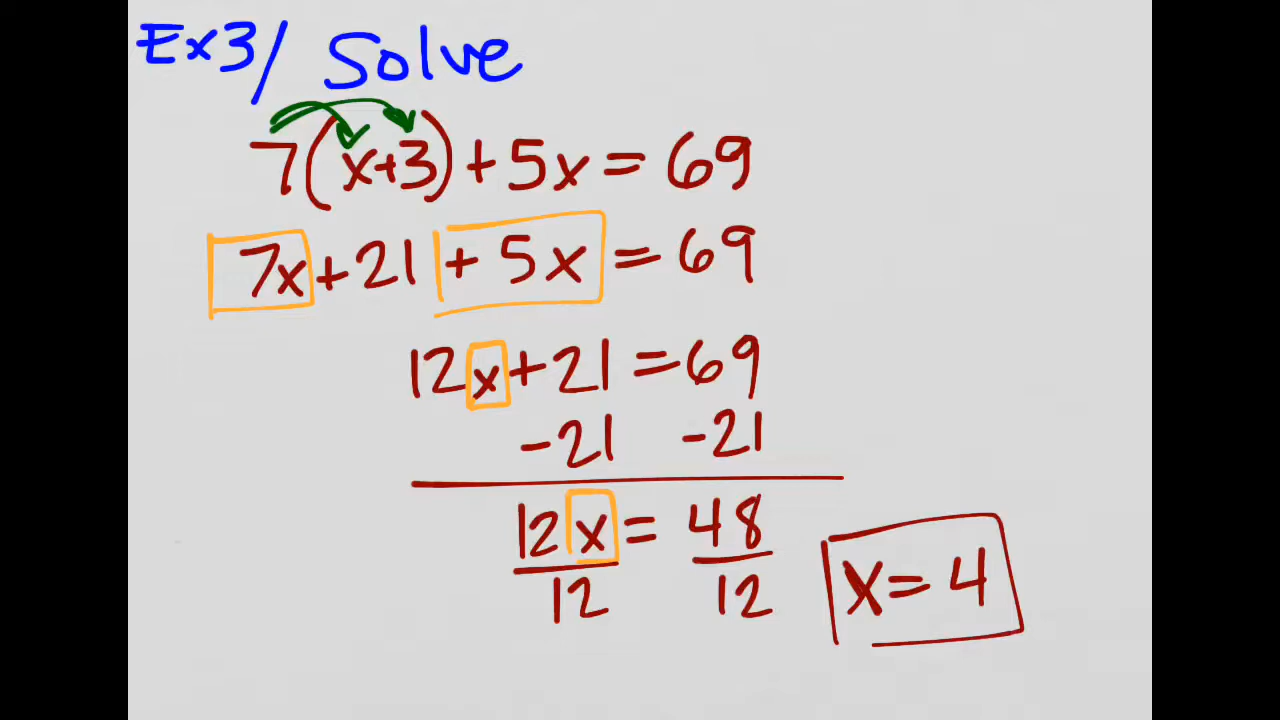 Ex3/ Solve
7(x+3)+5x=69
7x+21+5x=69
12x+21=69
-21 -21
12x=48
12 12
x=4